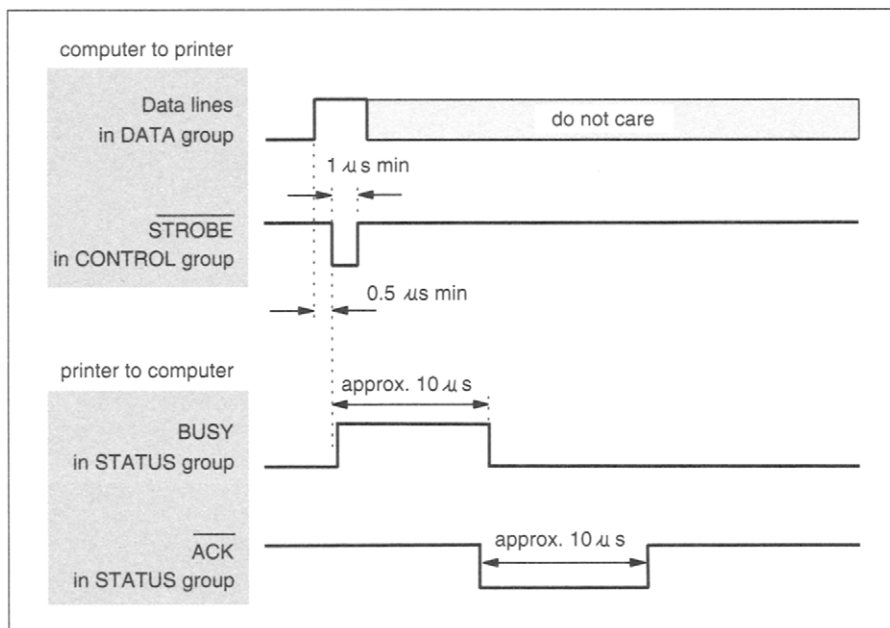 computer to printer
Data lines
in DATA group
do not care
1 µs min
STROBE
in CONTROL group
0.5 µs min
printer to computer
approx. 10 µs
BUSY
in STATUS group
approx. 10 µs
ACK
in STATUS group